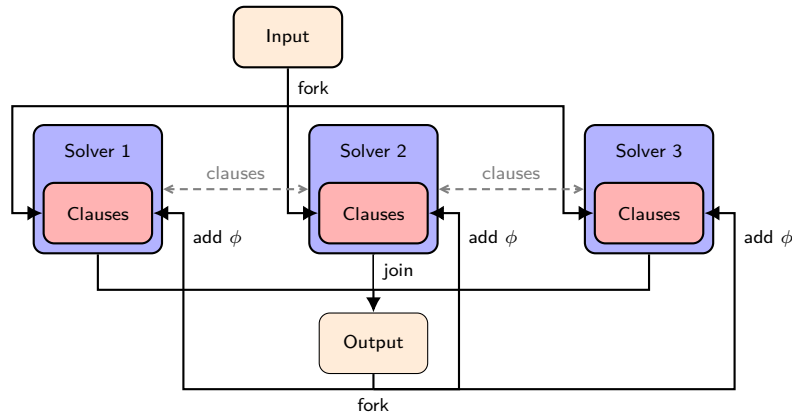 Input
fork
Solver 1
Solver 2
Solver 3
clauses
clauses
Clauses
Clauses
Clauses
add ϕ
add ϕ
add ϕ
join
Output
fork